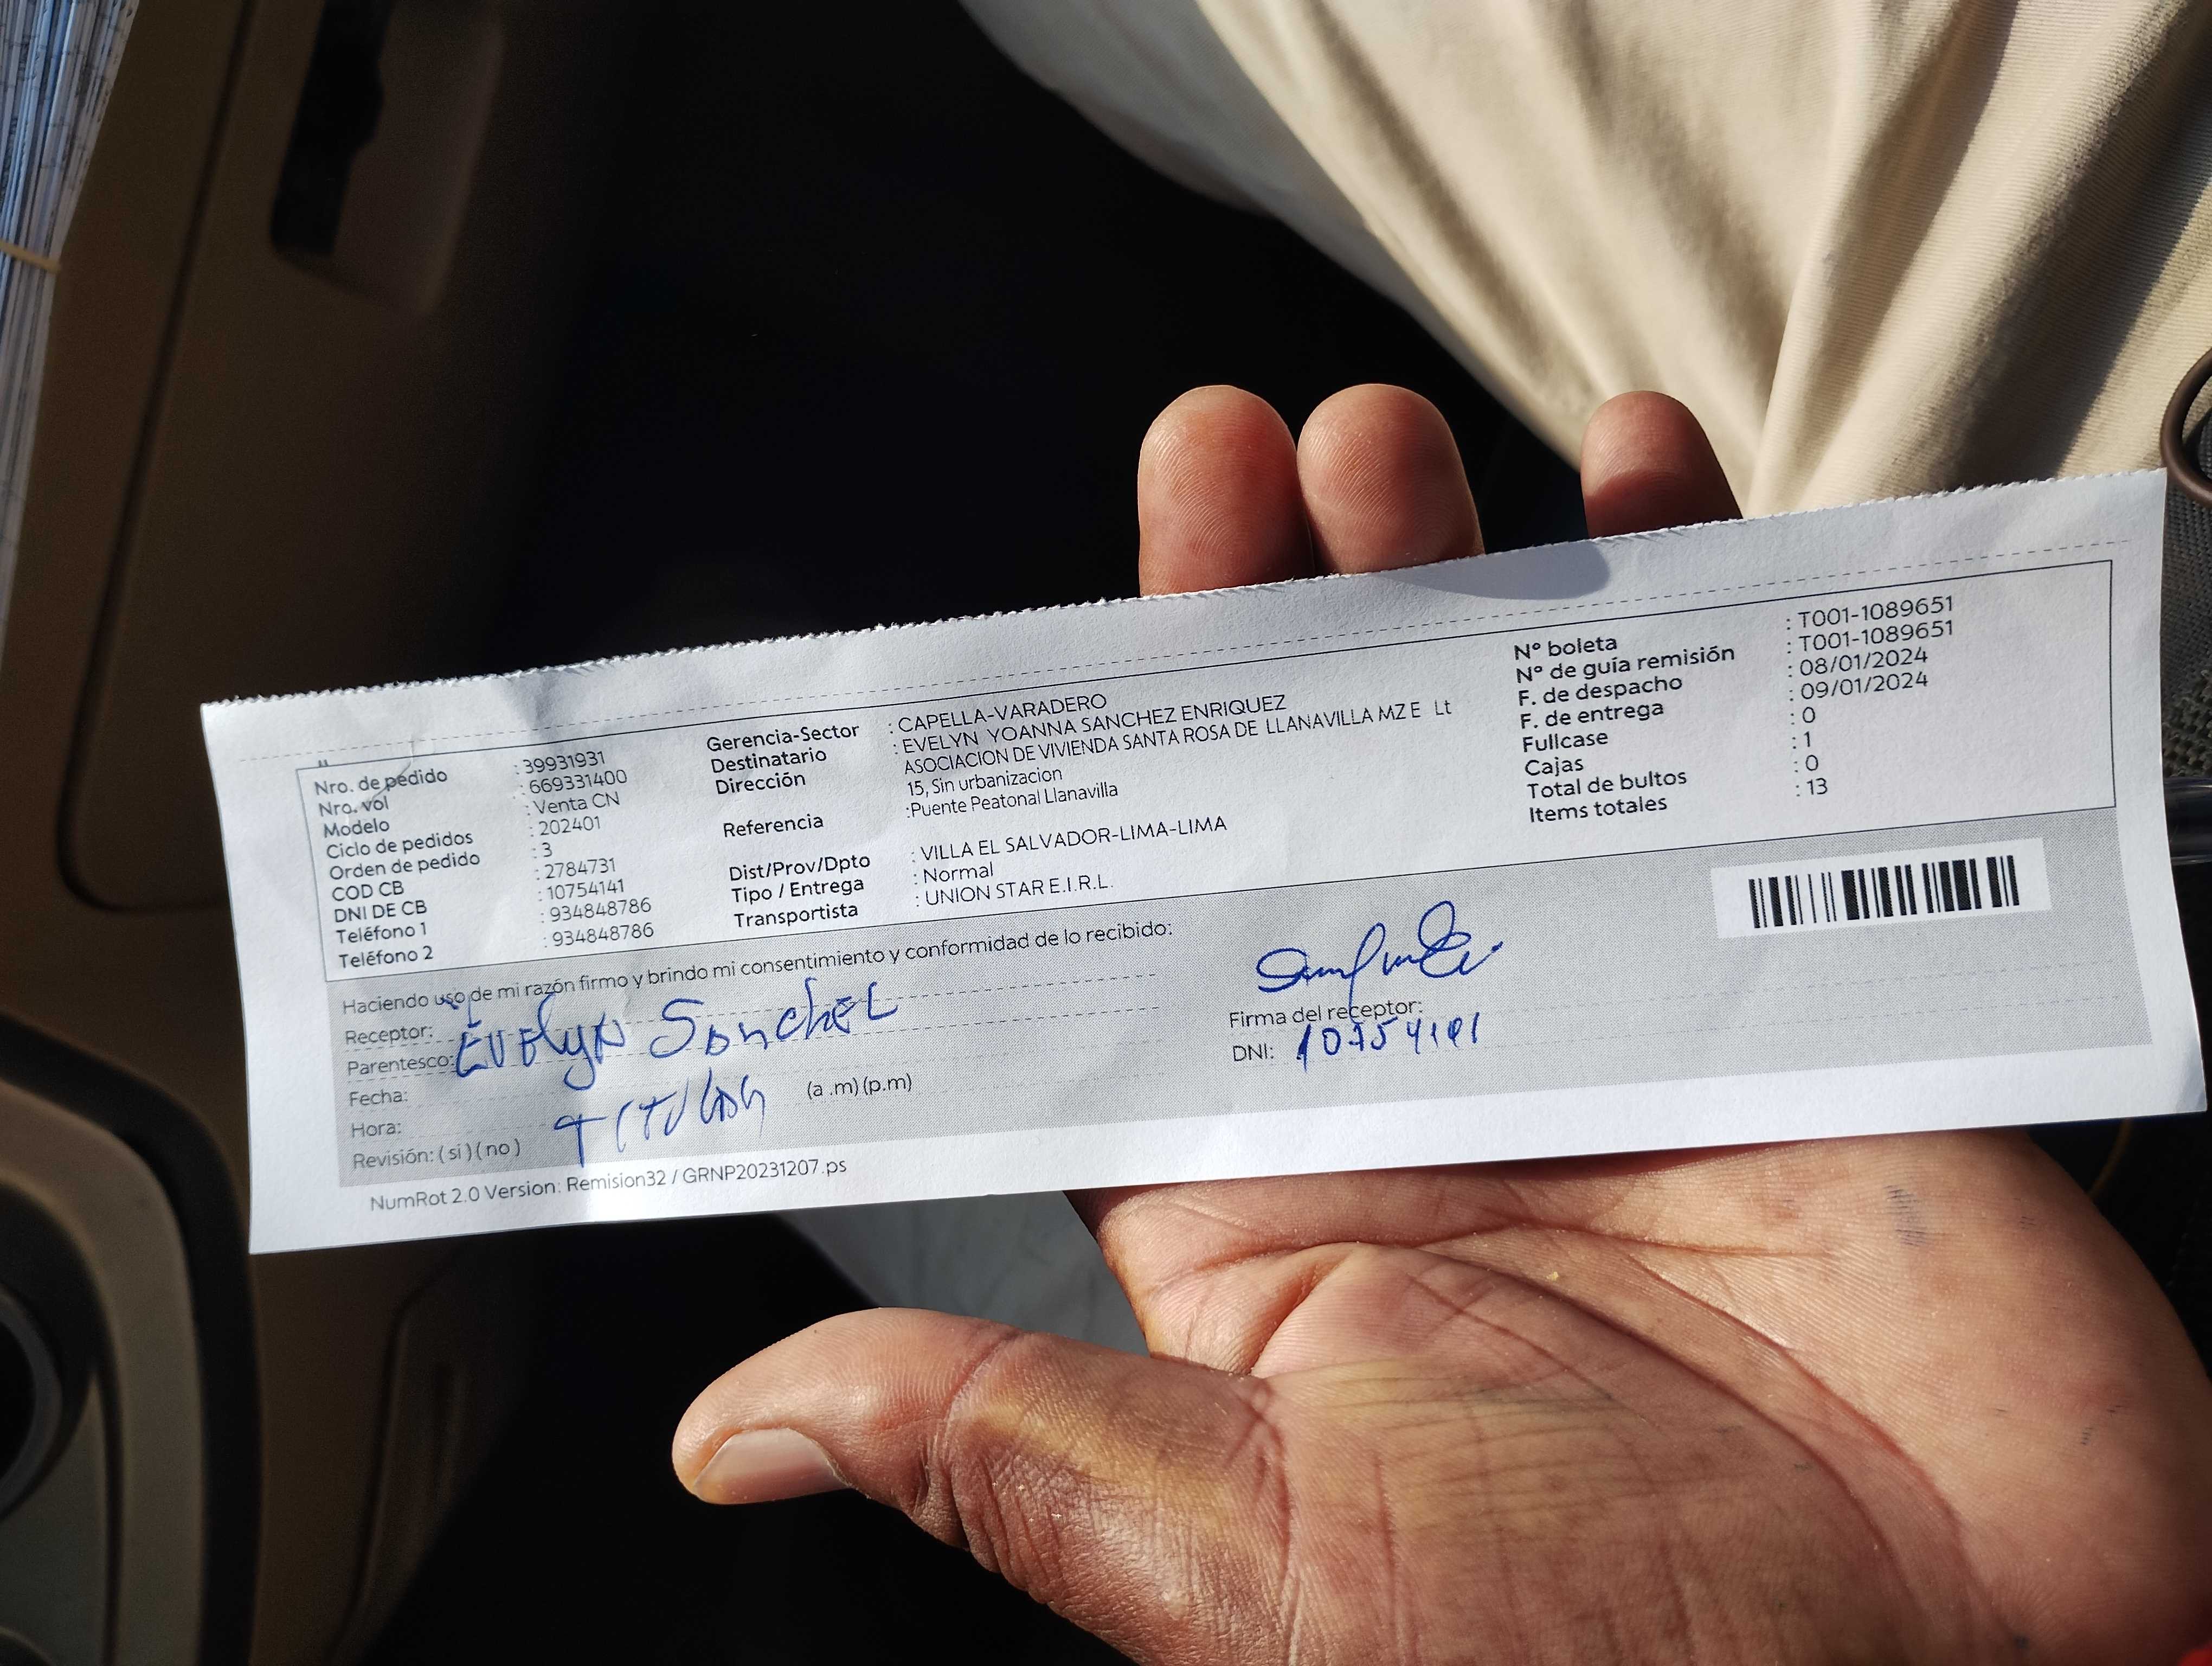 Nro. de pedido : 39931931
Nro. vol : 669331400
Modelo : Venta CN
Ciclo de pedidos : 202401
Orden de pedido : 3
COD CB : 2784731
DNI DE CB : 10754141
Teléfono 1 : 934848786
Teléfono 2 : 934848786
Gerencia-Sector : CAPELLA-VARADERO
Destinatario : EVELYN YOANNA SANCHEZ ENRIQUEZ
Dirección ASOCIACION DE VIVIENDA SANTA ROSA DE LLANAVILLA MZ E Lt
15, Sin urbanizacion
Referencia :Puente Peatonal Llanavilla
Dist/Prov/Dpto : VILLA EL SALVADOR-LIMA-LIMA
Tipo / Entrega : Normal
Transportista : UNION STAR E.I.R.L.
Nº boleta : T001-1089651
Nº de guía remisión : T001-1089651
F. de despacho : 08/01/2024
F. de entrega : 09/01/2024
Fullcase : 0
Cajas : 1
Total de bultos : 0
Items totales : 13
Haciendo uso de mi razón firmo y brindo mi consentimiento y conformidad de lo recibido:
Receptor: Evelyn Sanchez
Parentesco:
Fecha:
Hora: (a .m) (p.m)
Revisión: ( si ) ( no )
Firma del receptor:
DNI: 10754141
NumRot 2.0 Version: Remision32 / GRNP20231207.ps